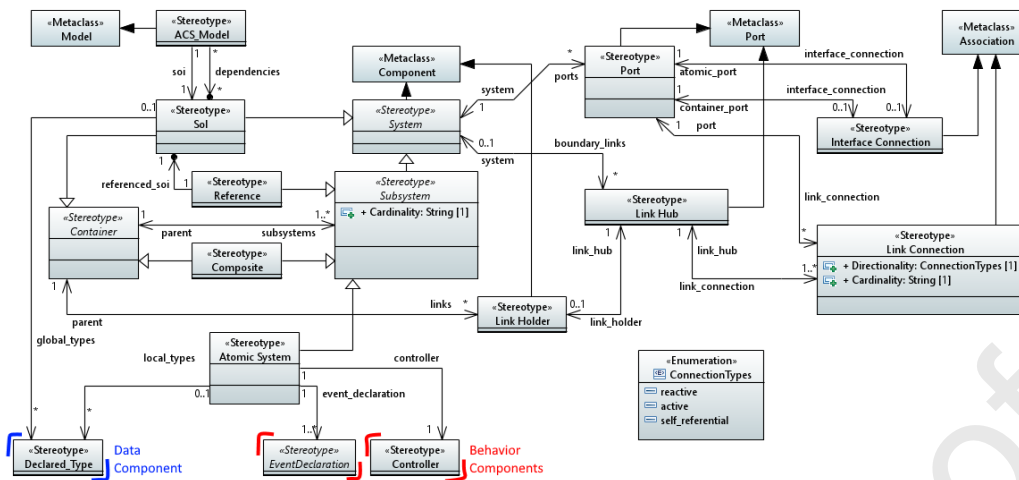 «Metaclass»
Model
«Stereotype»
ACS_Model
1
*
soi
dependencies
1
*
0..1
«Stereotype»
SoI
1
referenced_soi
«Stereotype»
Reference
«Stereotype»
Container
1
parent
1..*
subsystems
«Stereotype»
Composite
1
parent
global_types
«Metaclass»
Component
system
1
«Stereotype»
System
0..1
system
«Stereotype»
Subsystem
+ Cardinality: String [1]
*
ports
«Stereotype»
Port
1
atomic_port
1
container_port
1
port
«Metaclass»
Port
«Metaclass»
Association
interface_connection
interface_connection
0..1
0..1
«Stereotype»
Interface Connection
boundary_links
*
«Stereotype»
Link Hub
1
link_hub
1
link_hub
link_connection
*
«Stereotype»
Link Connection
+ Directionality: ConnectionTypes [1]
+ Cardinality: String [1]
1..*
link_connection
links
*
«Stereotype»
Link Holder
0..1
link_holder
local_types
«Stereotype»
Atomic System
0..1
1
controller
1
event_declaration
«Enumeration»
ConnectionTypes
reactive
active
self_referential
*
*
1..*
1
«Stereotype»
Declared_Type
Data
Component
«Stereotype»
EventDeclaration
«Stereotype»
Controller
Behavior
Components